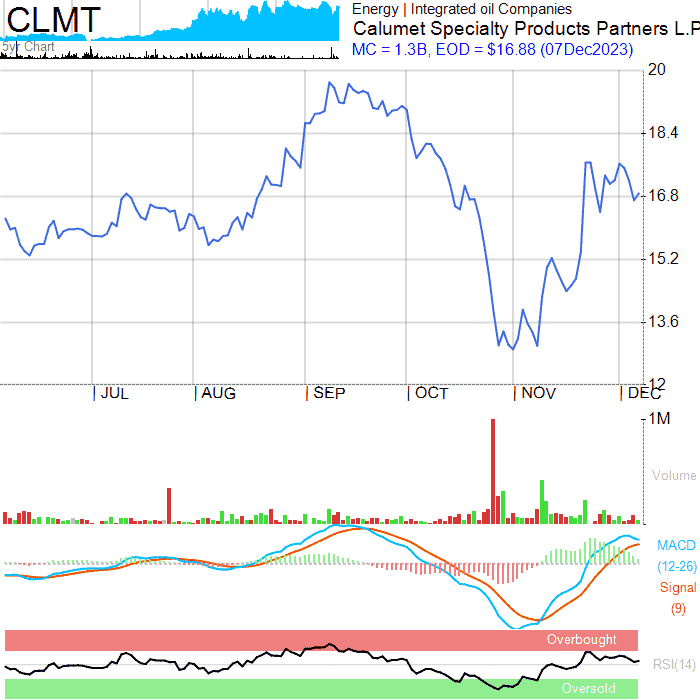 CLMT
5yr Chart
Energy | Integrated oil Companies
Calumet Specialty Products Partners L.P
MC = 1.3B, EOD = $16.88 (07Dec2023)
20
18.4
16.8
15.2
13.6
12
JUL
AUG
SEP
OCT
NOV
DEC
1M
Volume
MACD
(12-26)
Signal
(9)
Overbought
RSI(14)
Oversold